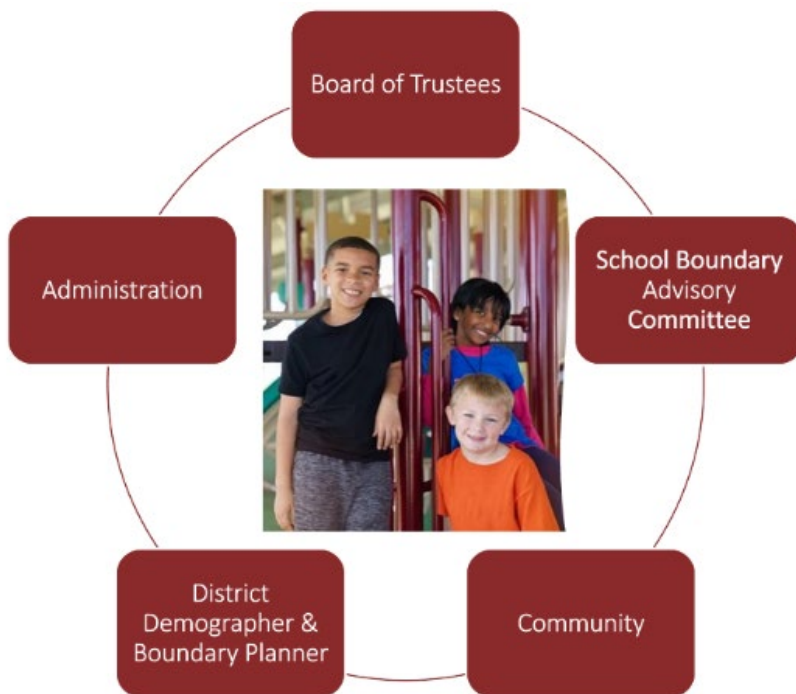 Board of Trustees
School Boundary
Advisory
Committee
Community
District
Demographer &
Boundary Planner
Administration